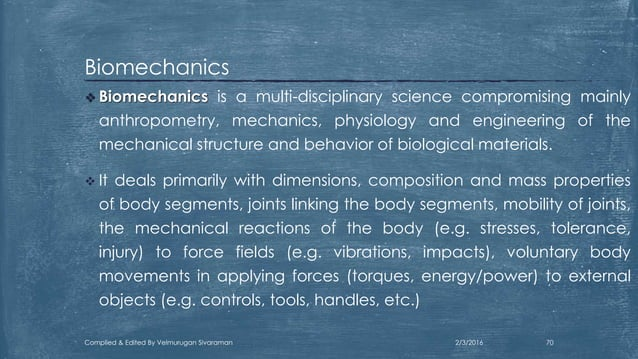 Biomechanics
❖ Biomechanics is a multi-disciplinary science compromising mainly
anthropometry, mechanics, physiology and engineering of the
mechanical structure and behavior of biological materials.
❖ It deals primarily with dimensions, composition and mass properties
of body segments, joints linking the body segments, mobility of joints,
the mechanical reactions of the body (e.g. stresses, tolerance,
injury) to force fields (e.g. vibrations, impacts), voluntary body
movements in applying forces (torques, energy/power) to external
objects (e.g. controls, tools, handles, etc.)
Complied & Edited By Velmurugan Sivaraman 2/3/2016 70